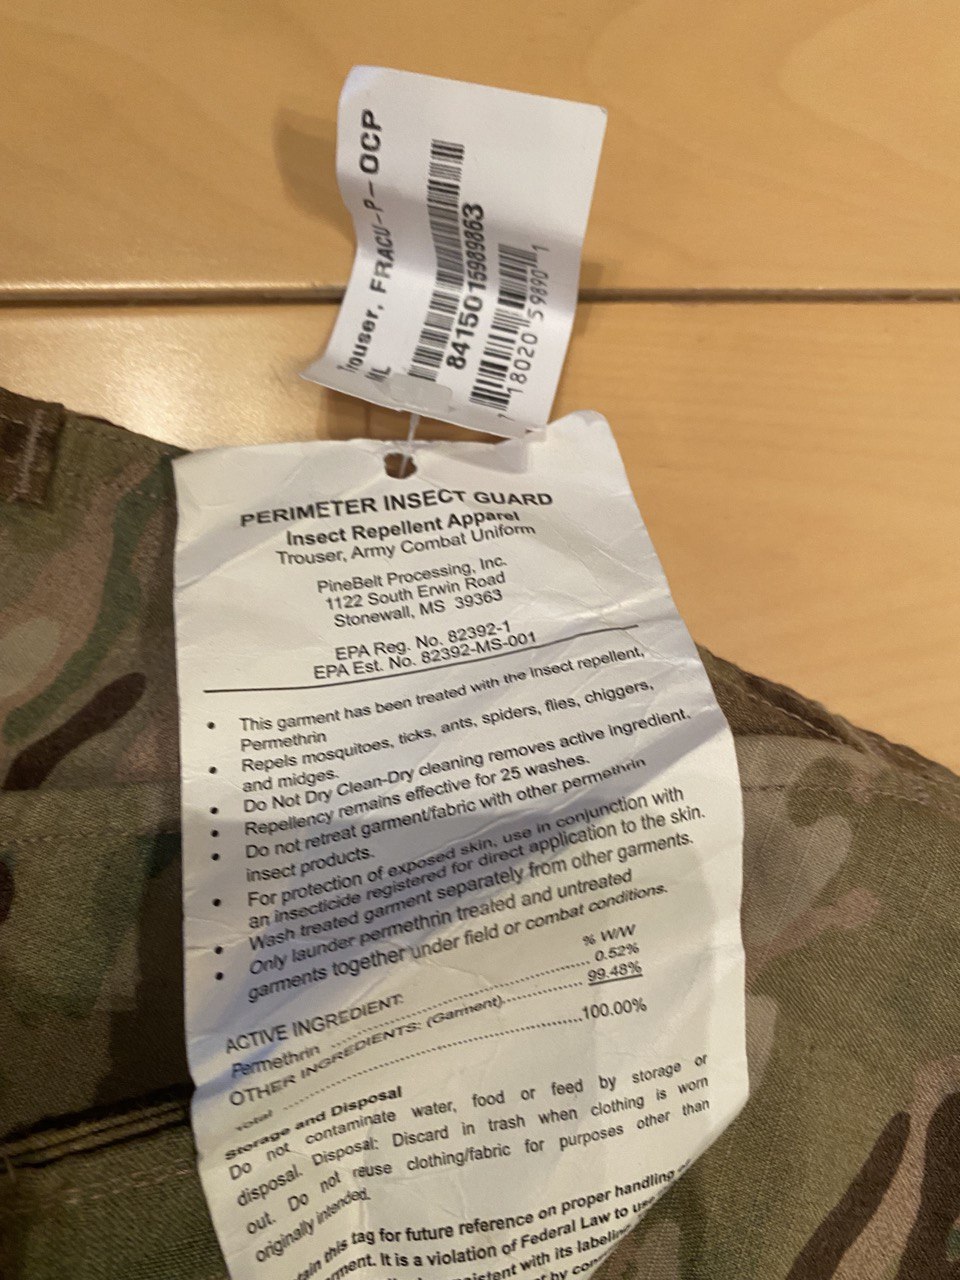 Trouser, FRACU-P-OCP
ML
8415015989863
1 18020 59890 1
PERIMETER INSECT GUARD
Insect Repellent Apparel
Trouser, Army Combat Uniform
PineBelt Processing, Inc.
1122 South Erwin Road
Stonewall, MS 39363
EPA Reg. No. 82392-1
EPA Est. No. 82392-MS-001
• This garment has been treated with the insect repellent,
Permethrin
• Repels mosquitoes, ticks, ants, spiders, flies, chiggers,
and midges.
• Do Not Dry Clean-Dry cleaning removes active ingredient.
• Repellency remains effective for 25 washes.
• Do not retreat garment/fabric with other permethrin
insect products.
• For protection of exposed skin, use in conjunction with
an insecticide registered for direct application to the skin.
• Wash treated garment separately from other garments.
• Only launder permethrin treated and untreated
garments together under field or combat conditions.
% W/W
ACTIVE INGREDIENT:
Permethrin ........................................ 0.52%
OTHER INGREDIENTS: (Garment)............... 99.48%
Total ..................................................100.00%
Storage and Disposal
Do not contaminate water, food or feed by storage or
disposal. Disposal: Discard in trash when clothing is worn
out. Do not reuse clothing/fabric for purposes other than
originally intended.
this tag for future reference on proper handling
It is a violation of Federal Law to use
with its
by